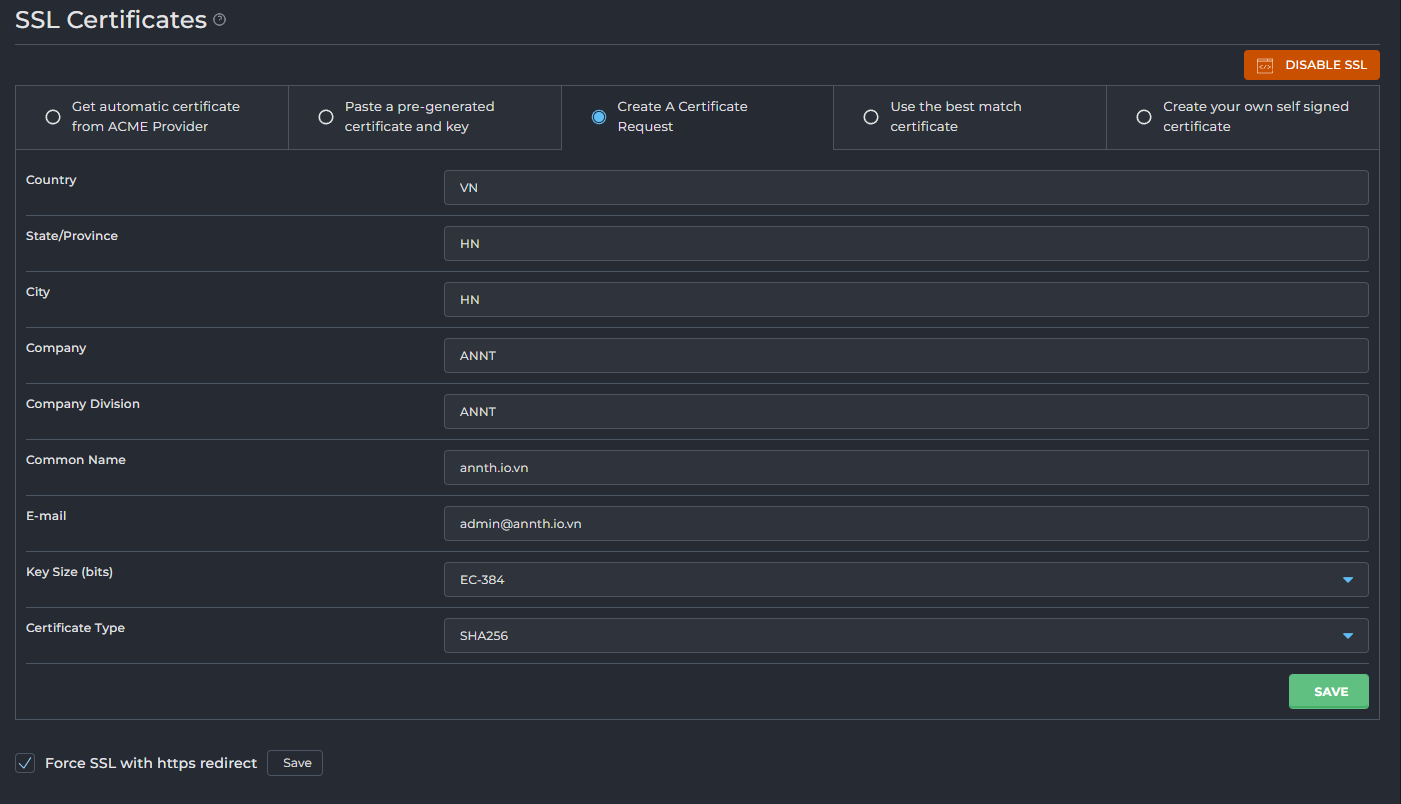 SSL Certificates
DISABLE SSL
Get automatic certificate
from ACME Provider
Paste a pre-generated
certificate and key
Create A Certificate
Request
Use the best match
certificate
Create your own self signed
certificate
Country
VN
State/Province
HN
City
HN
Company
ANNT
Company Division
ANNT
Common Name
annth.io.vn
E-mail
admin@annth.io.vn
Key Size (bits)
EC-384
Certificate Type
SHA256
SAVE
Force SSL with https redirect
Save